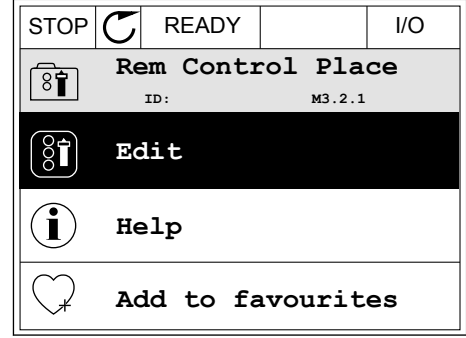 STOP READY I/O
Rem Control Place
ID: M3.2.1
Edit
Help
Add to favourites